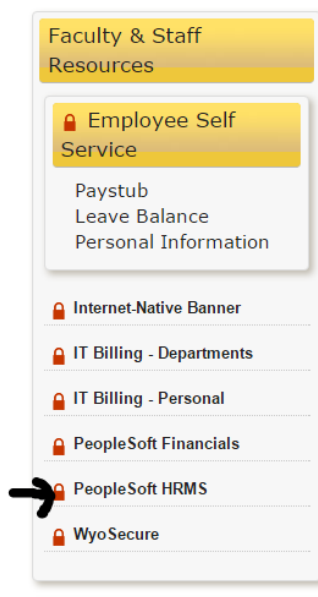 Faculty & Staff
Resources
Employee Self
Service
Paystub
Leave Balance
Personal Information
Internet-Native Banner
IT Billing - Departments
IT Billing - Personal
PeopleSoft Financials
PeopleSoft HRMS
WyoSecure